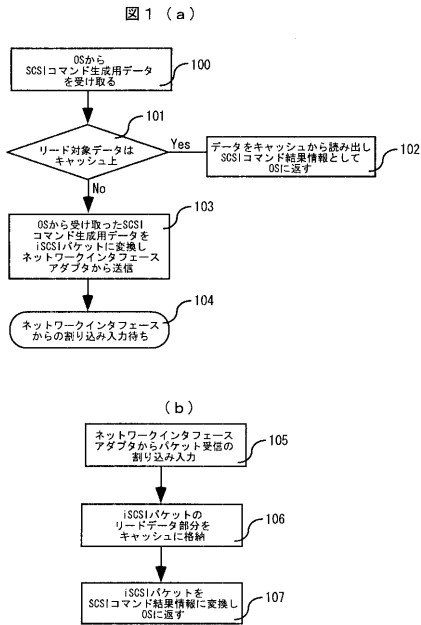 図１（a）
OSから
SCSIコマンド生成用データ
を受け取る
100
101
リード対象データは
キャッシュ上
Yes
データをキャッシュから読み出し
SCSIコマンド結果情報として
OSに返す
102
No
103
OSから受け取ったSCSI
コマンド生成用データを
iSCSIパケットに変換し
ネットワークインタフェース
アダプタから送信
104
ネットワークインタフェース
からの割り込み入力待ち
（b）
ネットワークインタフェース
アダプタからパケット受信の
割り込み入力
105
iSCSIパケットの
リードデータ部分を
キャッシュに格納
106
iSCSIパケットを
SCSIコマンド結果情報に変換し
OSに返す
107